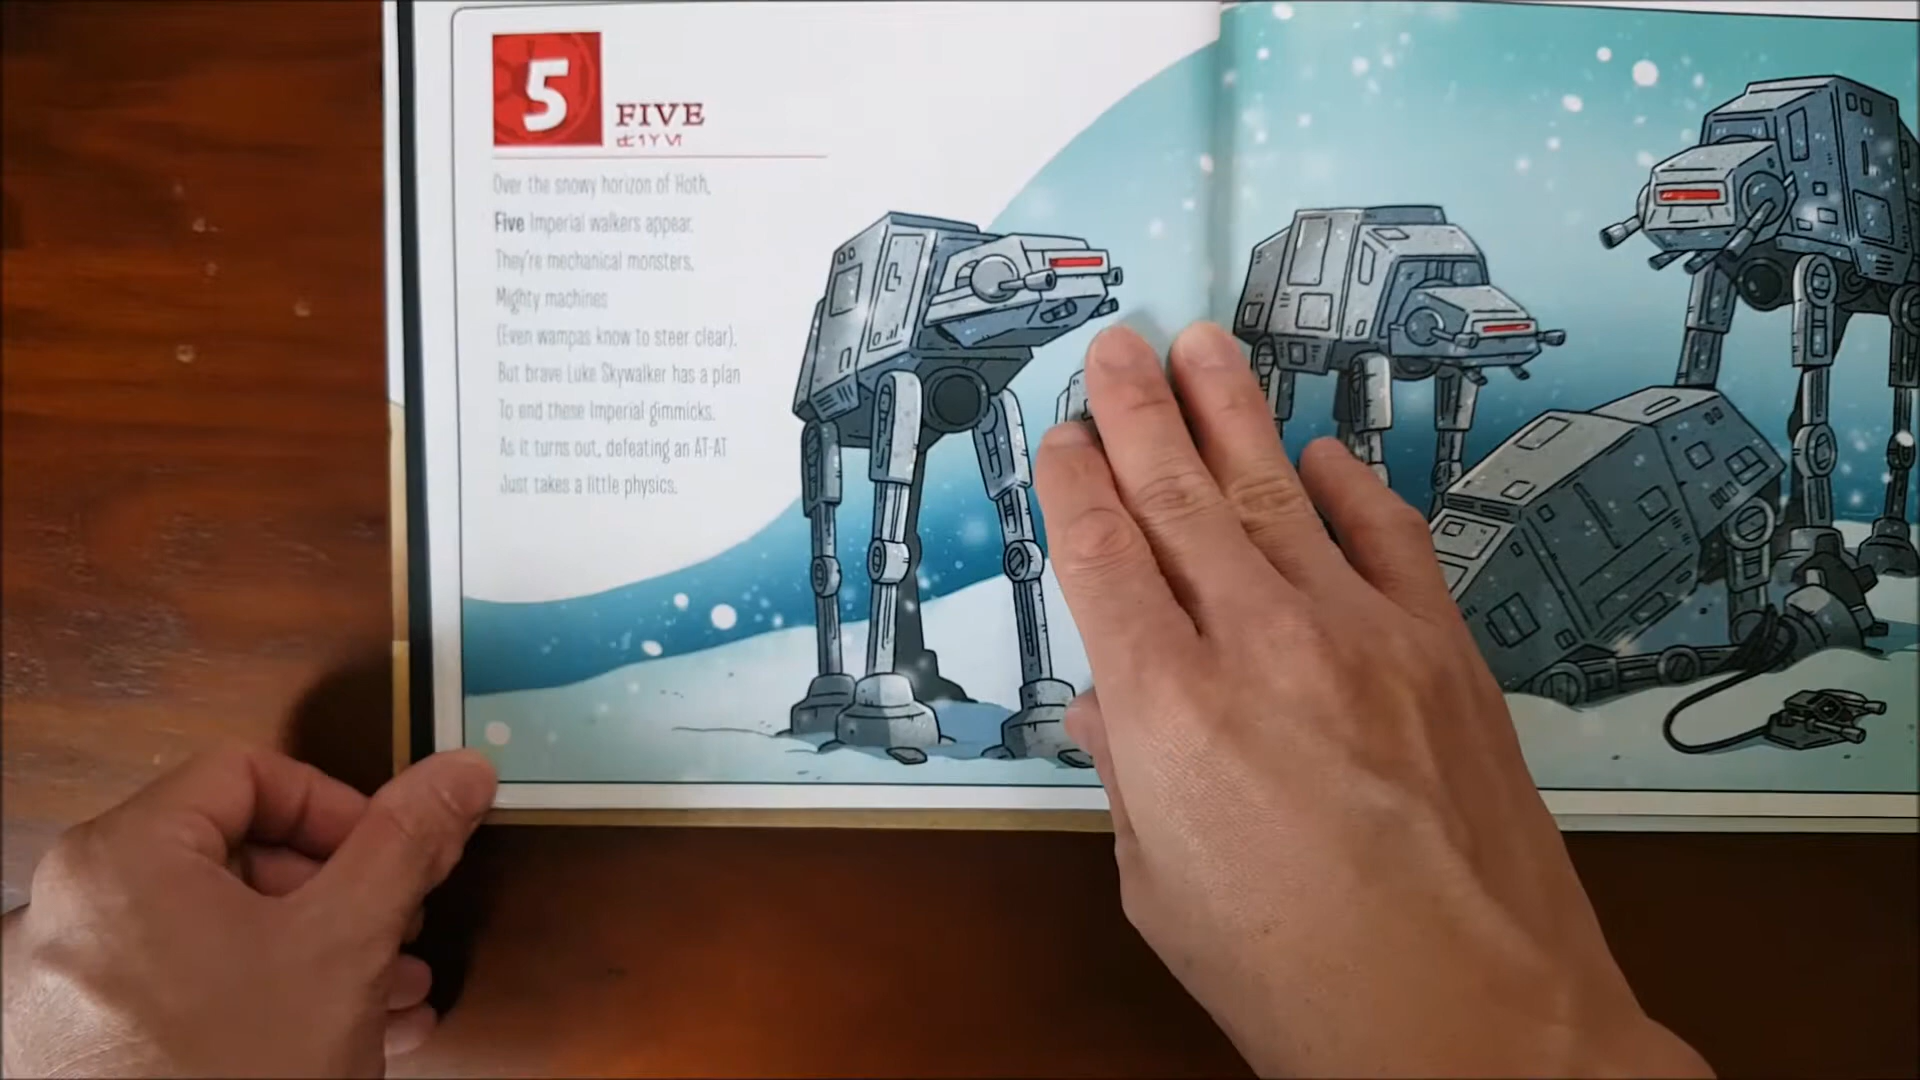 5
FIVE
Over the snowy horizon of Hoth,
Five Imperial walkers appear.
They're mechanical monsters,
Mighty machines
(Even wampas know to steer clear).
But brave Luke Skywalker has a plan
To end these Imperial gimmicks.
As it turns out, defeating an AT-AT
Just takes a little physics.